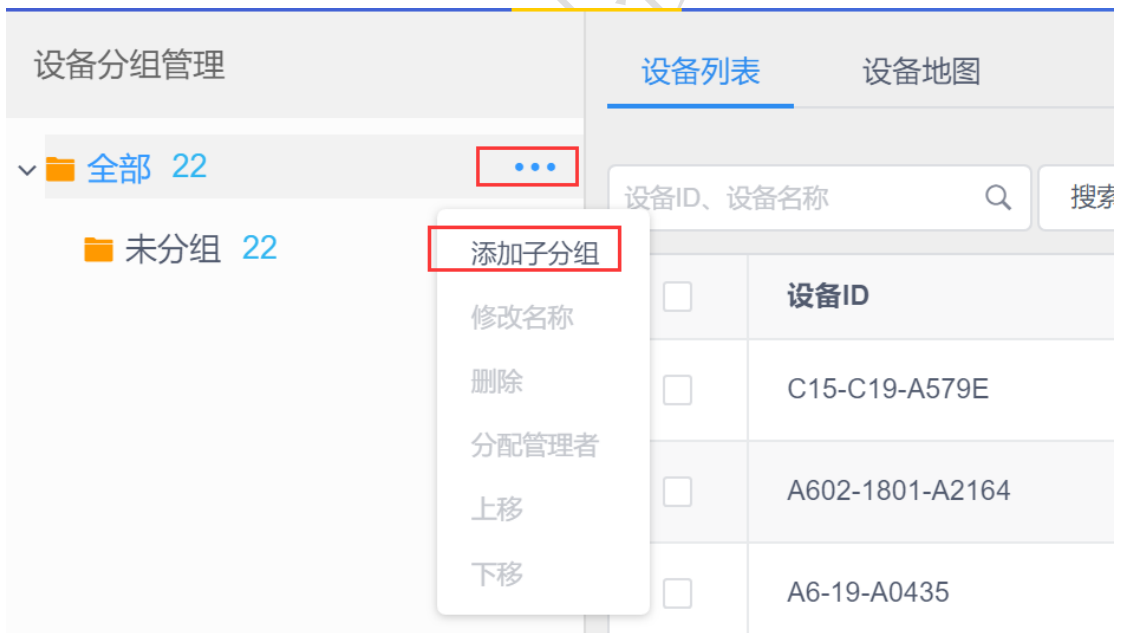 设备分组管理
设备列表 设备地图
全部 22 •••
设备ID、设备名称 搜索
未分组 22
添加子分组
修改名称
删除
分配管理者
上移
下移
设备ID
C15-C19-A579E
A602-1801-A2164
A6-19-A0435